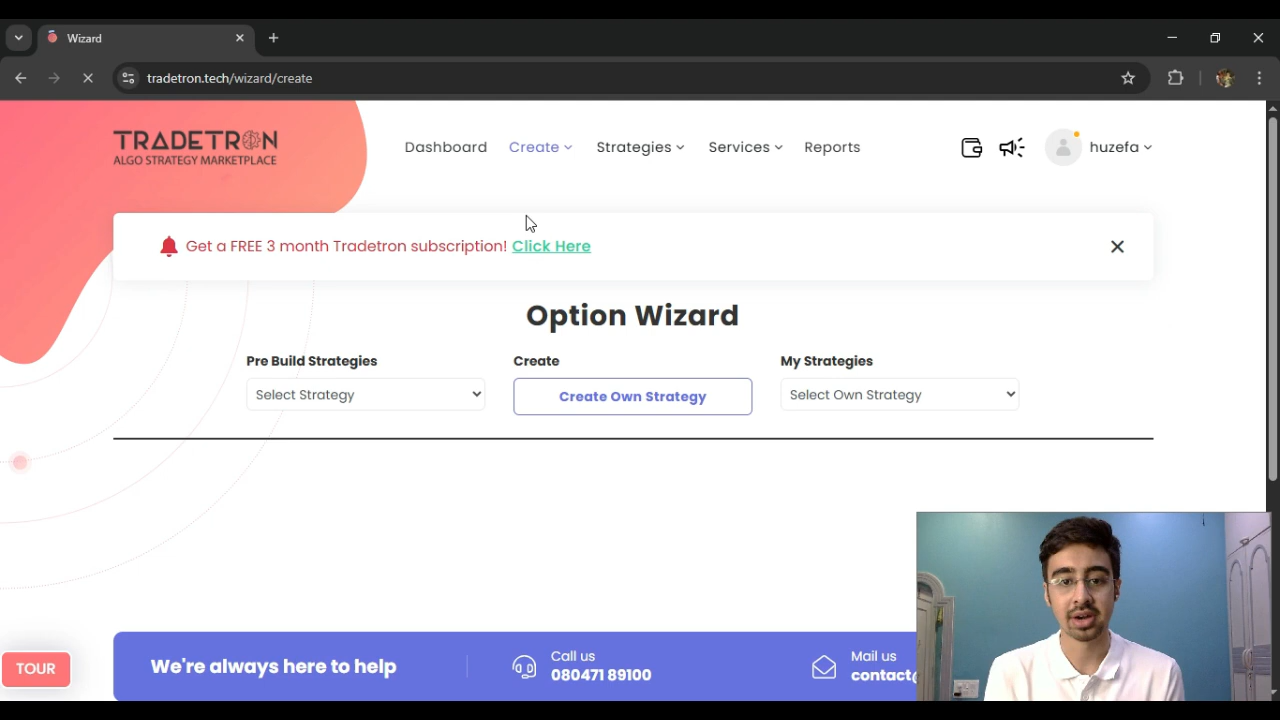 Wizard
tradetron.tech/wizard/create
TRADETRON
ALGO STRATEGY MARKETPLACE
Dashboard
Create
Strategies
Services
Reports
huzefa
Get a FREE 3 month Tradetron subscription! Click Here
Option Wizard
Pre Build Strategies
Create
My Strategies
Select Strategy
Create Own Strategy
Select Own Strategy
TOUR
We're always here to help
Call us
080471 89100
Mail us
contact